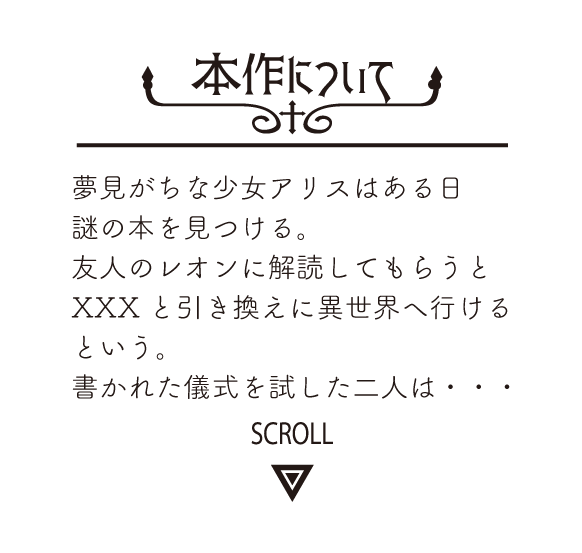 本作について
夢見がちな少女アリスはある日
謎の本を見つける。
友人のレオンに解読してもらうと
XXX と引き換えに異世界へ行ける
という。
書かれた儀式を試した二人は・・・
SCROLL